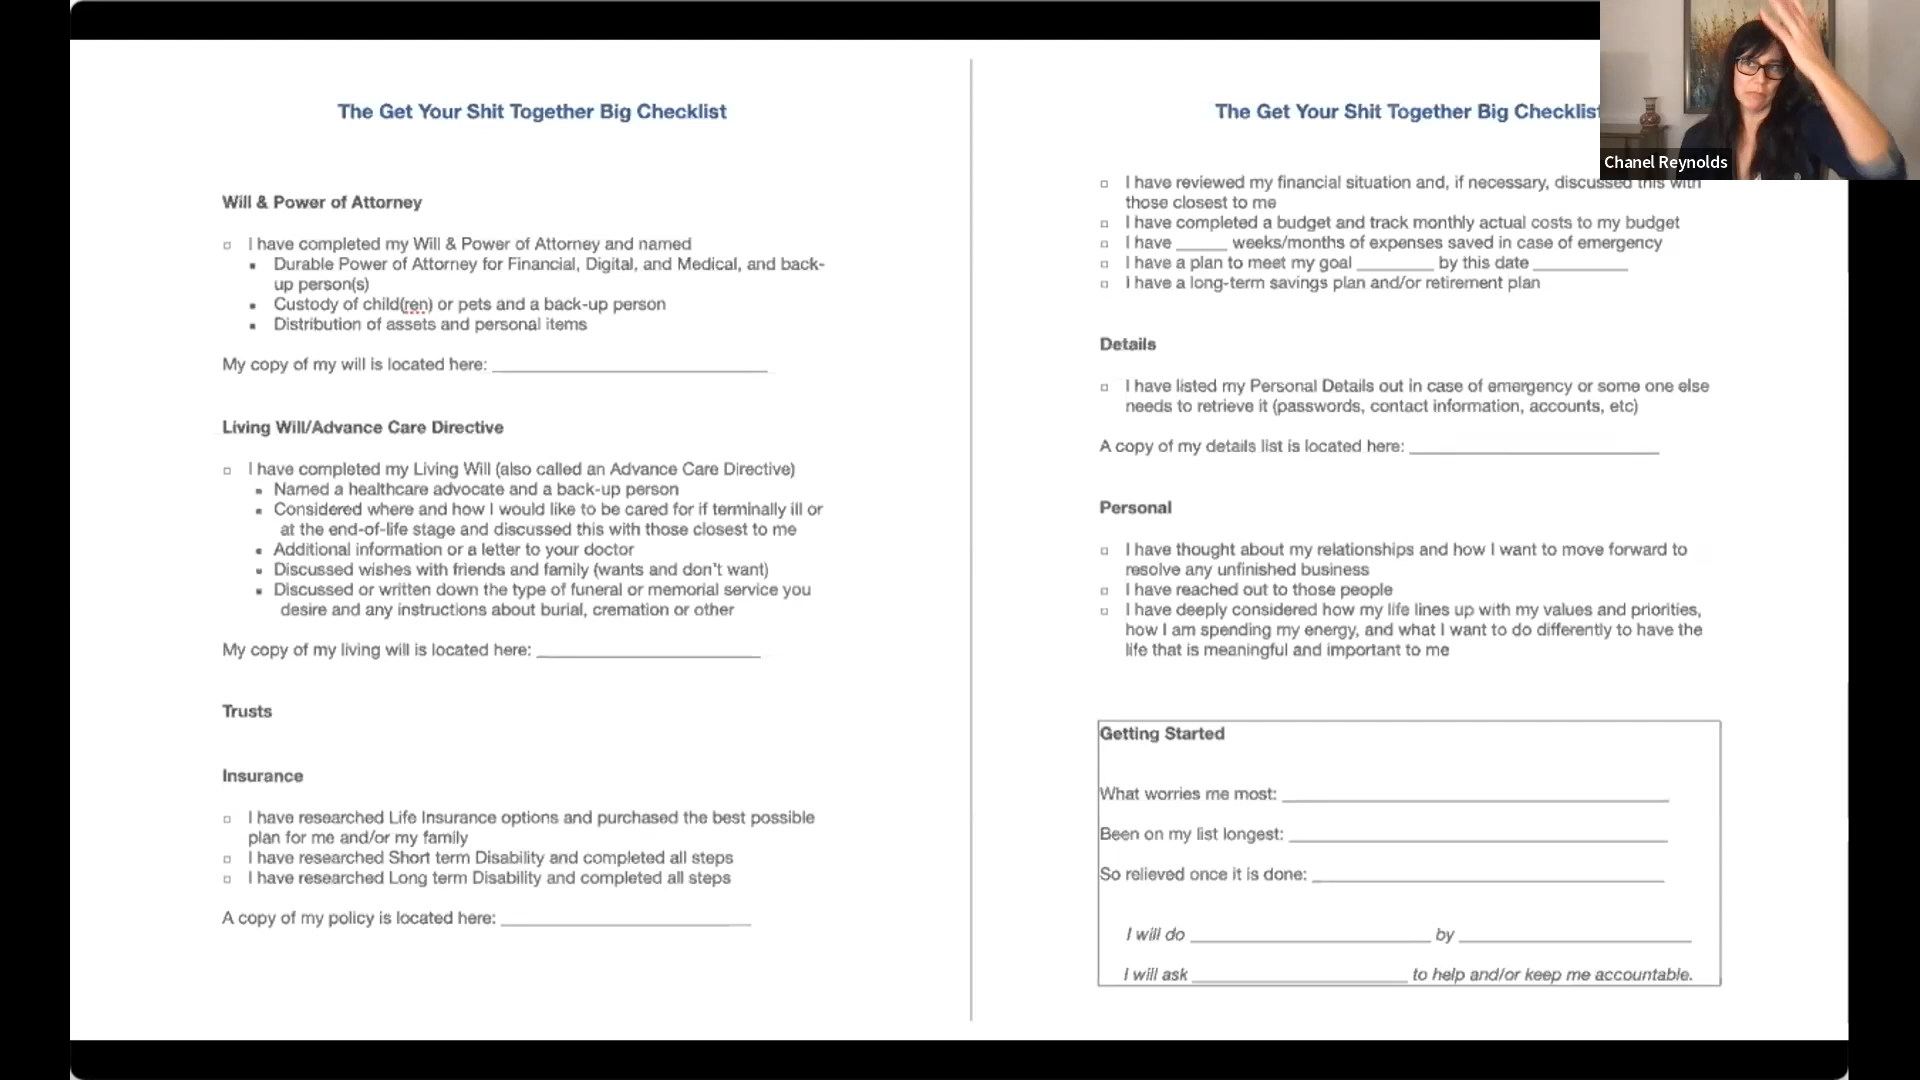 The Get Your Shit Together Big Checklist
Will & Power of Attorney
I have completed my Will & Power of Attorney and named
Durable Power of Attorney for Financial, Digital, and Medical, and back-
up person(s)
Custody of child(ren) or pets and a back-up person
Distribution of assets and personal items
My copy of my will is located here: ____________________
Living Will/Advance Care Directive
I have completed my Living Will (also called an Advance Care Directive)
Named a healthcare advocate and a back-up person
Considered where and how I would like to be cared for if terminally ill or
at the end-of-life stage and discussed this with those closest to me
Additional information or a letter to your doctor
Discussed wishes with friends and family (wants and don't want)
Discussed or written down the type of funeral or memorial service you
desire and any instructions about burial, cremation or other
My copy of my living will is located here: ____________________
Trusts
Insurance
I have researched Life Insurance options and purchased the best possible
plan for me and/or my family
I have researched Short term Disability and completed all steps
I have researched Long term Disability and completed all steps
A copy of my policy is located here: ____________________
The Get Your Shit Together Big Checklist
I have reviewed my financial situation and, if necessary, discussed this with
those closest to me
I have completed a budget and track monthly actual costs to my budget
I have _____ weeks/months of expenses saved in case of emergency
I have a plan to meet my goal ________ by this date __________
I have a long-term savings plan and/or retirement plan
Details
I have listed my Personal Details out in case of emergency or some one else
needs to retrieve it (passwords, contact information, accounts, etc)
A copy of my details list is located here: ____________________
Personal
I have thought about my relationships and how I want to move forward to
resolve any unfinished business
I have reached out to those people
I have deeply considered how my life lines up with my values and priorities,
how I am spending my energy, and what I want to do differently to have the
life that is meaningful and important to me
Getting Started
What worries me most: ____________________
Been on my list longest: ____________________
So relieved once it is done: ____________________
I will do ____________________ by ____________________
I will ask ____________________ to help and/or keep me accountable.
Chanel Reynolds